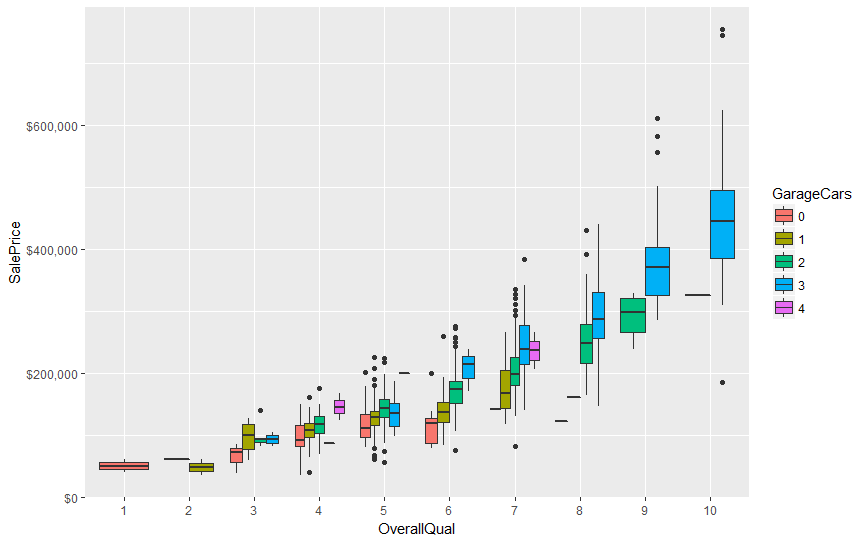 $600,000
$400,000
$200,000
$0
SalePrice
1 2 3 4 5 6 7 8 9 10
OverallQual
GarageCars
0
1
2
3
4